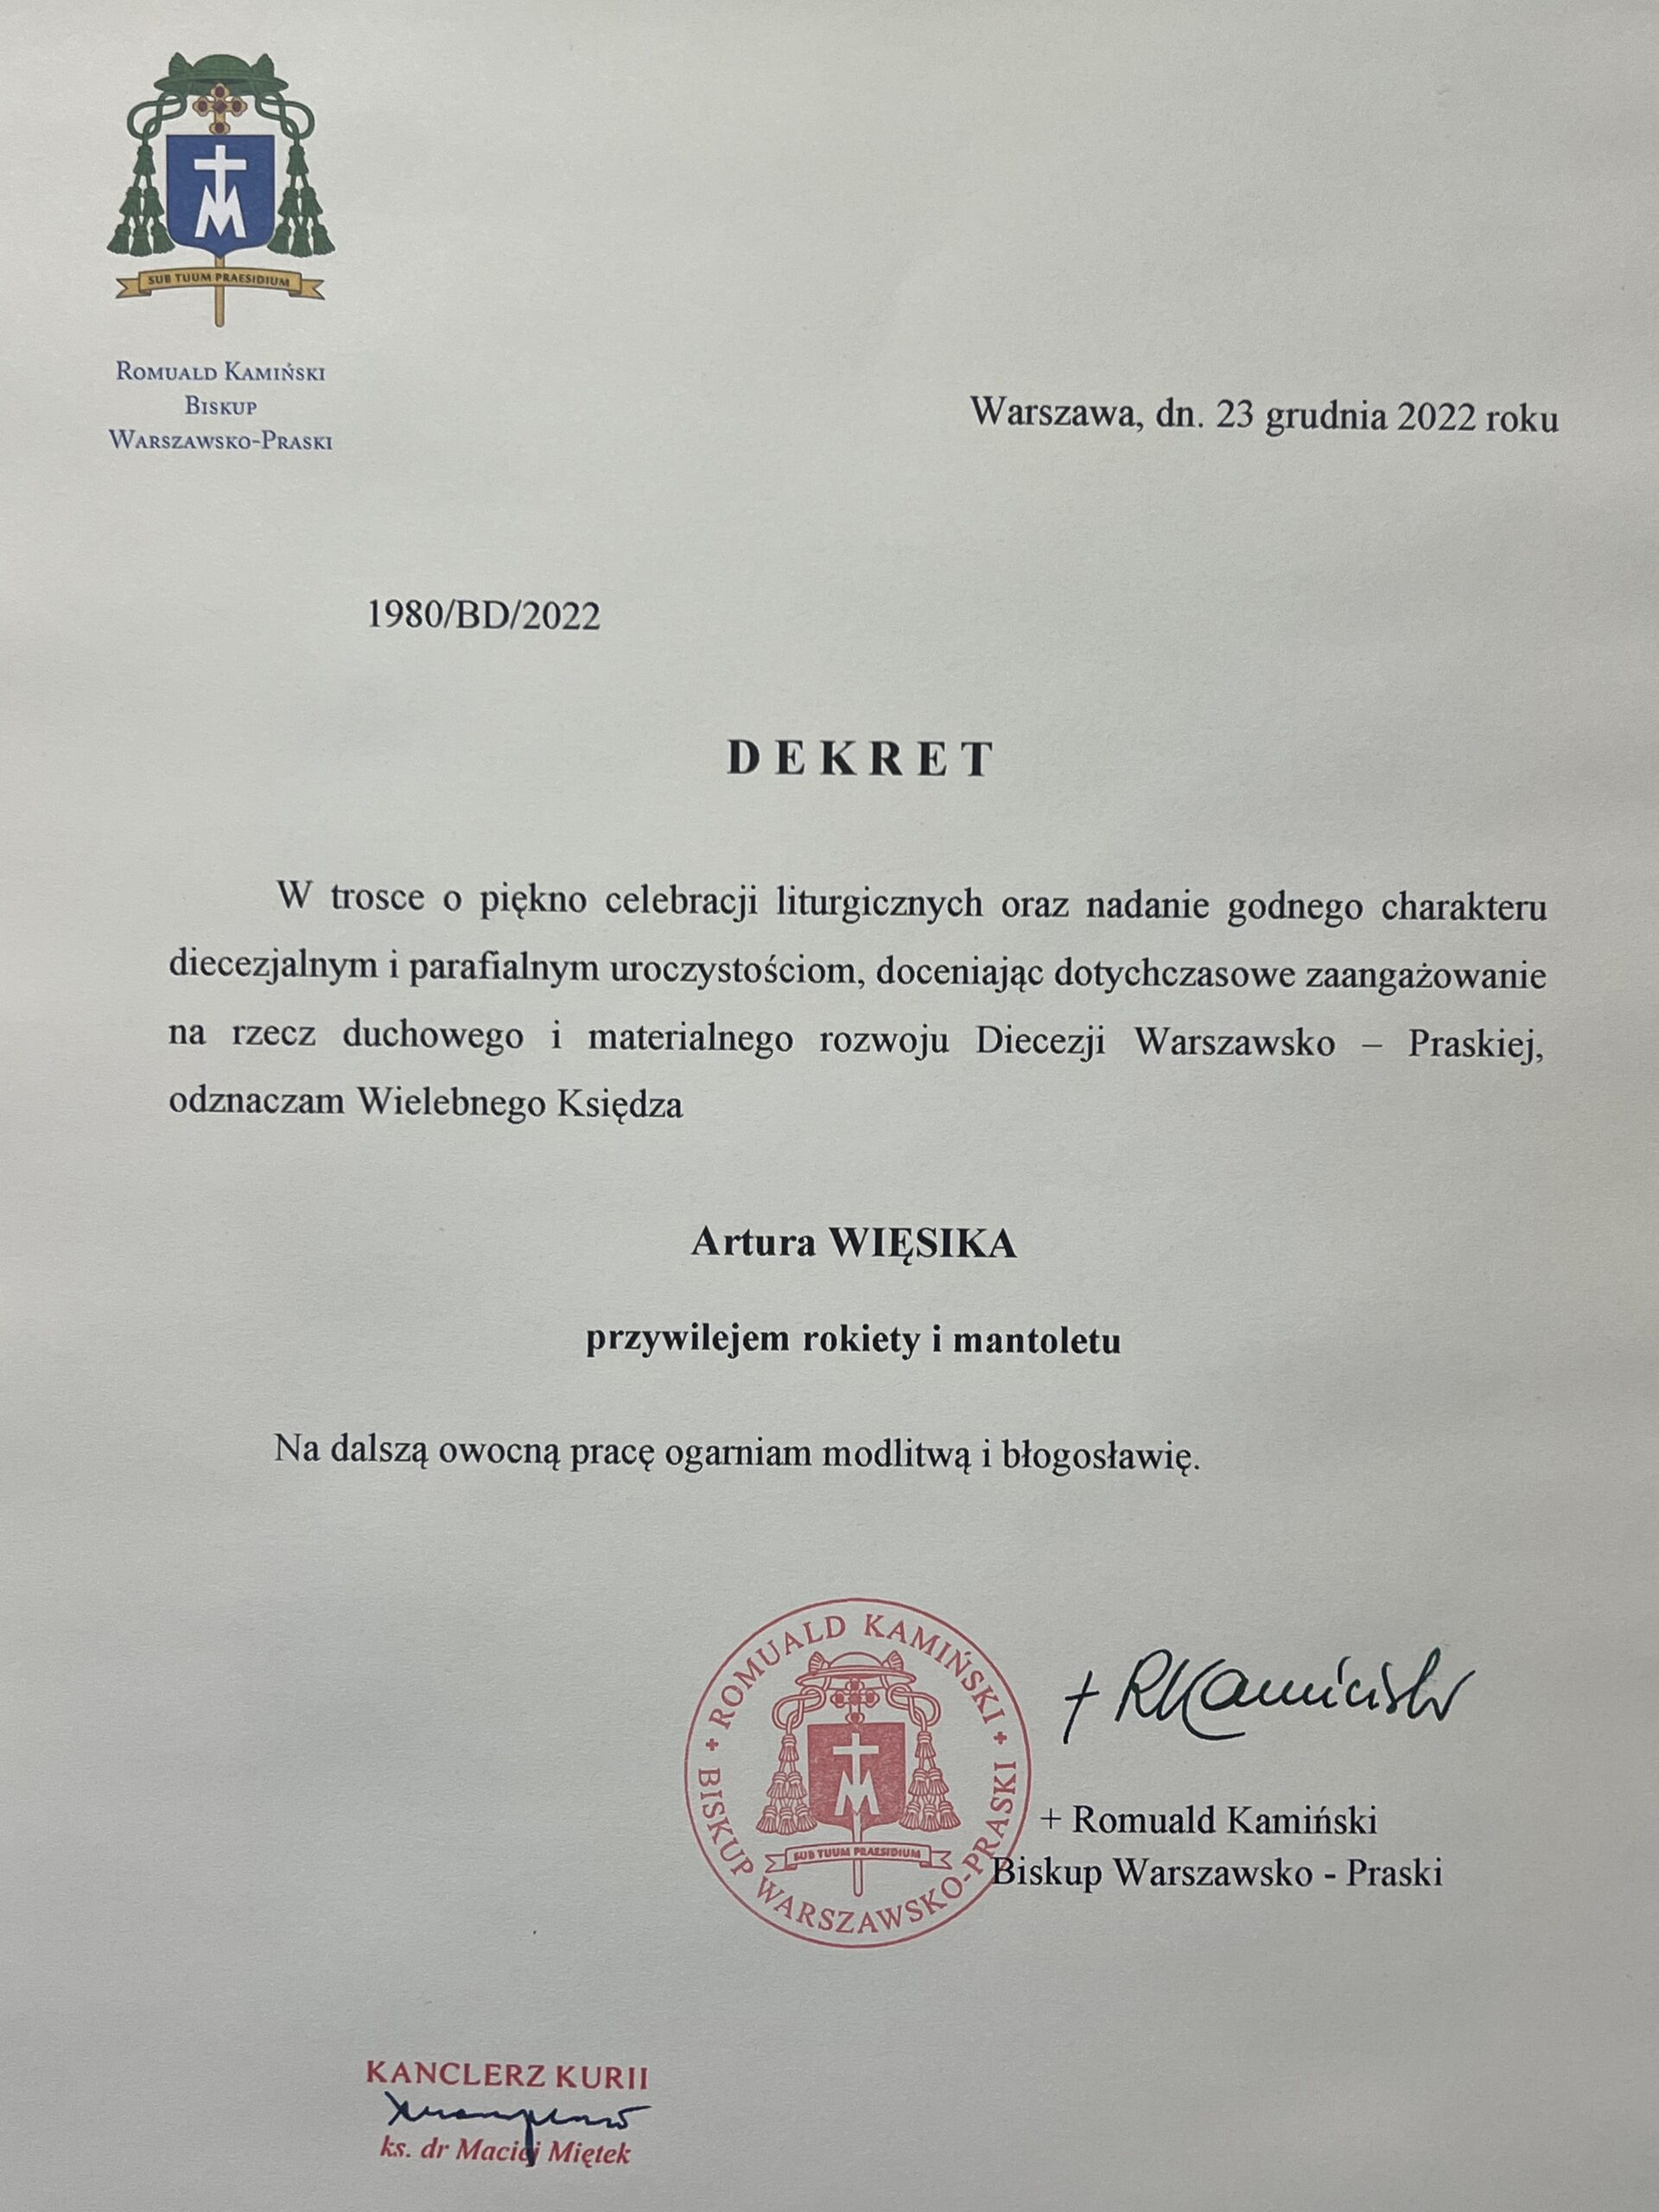 SUB TUUM PRAESIDIUM
ROMUALD KAMIŃSKI
BISKUP
WARSZAWSKO-PRASKI
Warszawa, dn. 23 grudnia 2022 roku
1980/BD/2022
DEKRET
W trosce o piękno celebracji liturgicznych oraz nadanie godnego charakteru
diecezjalnym i parafialnym uroczystościom, doceniając dotychczasowe zaangażowanie
na rzecz duchowego i materialnego rozwoju Diecezji Warszawsko – Praskiej,
odznaczam Wielebnego Księdza
Artura WIĘSIKA
przywilejem rokiety i mantoletu
Na dalszą owocną pracę ogarniam modlitwą i błogosławię.
ROMUALD KAMIŃSKI
BISKUP WARSZAWSKO-PRASKI
SUB TUUM PRAESIDIUM
+ RKamiński
+ Romuald Kamiński
Biskup Warszawsko - Praski
KANCLERZ KURII
ks. dr Maciej Miętek